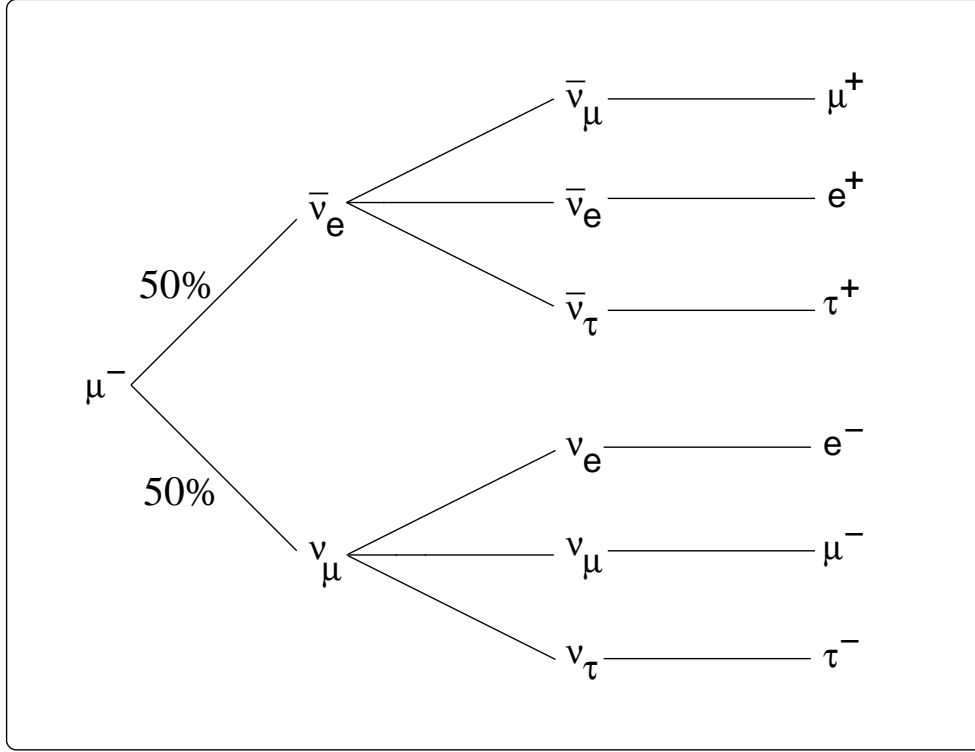 ν̅μ μ+
ν̅e e+
ν̅e
50%
ν̅τ τ+
μ−
νe e−
50%
νμ νμ μ−
ντ τ−